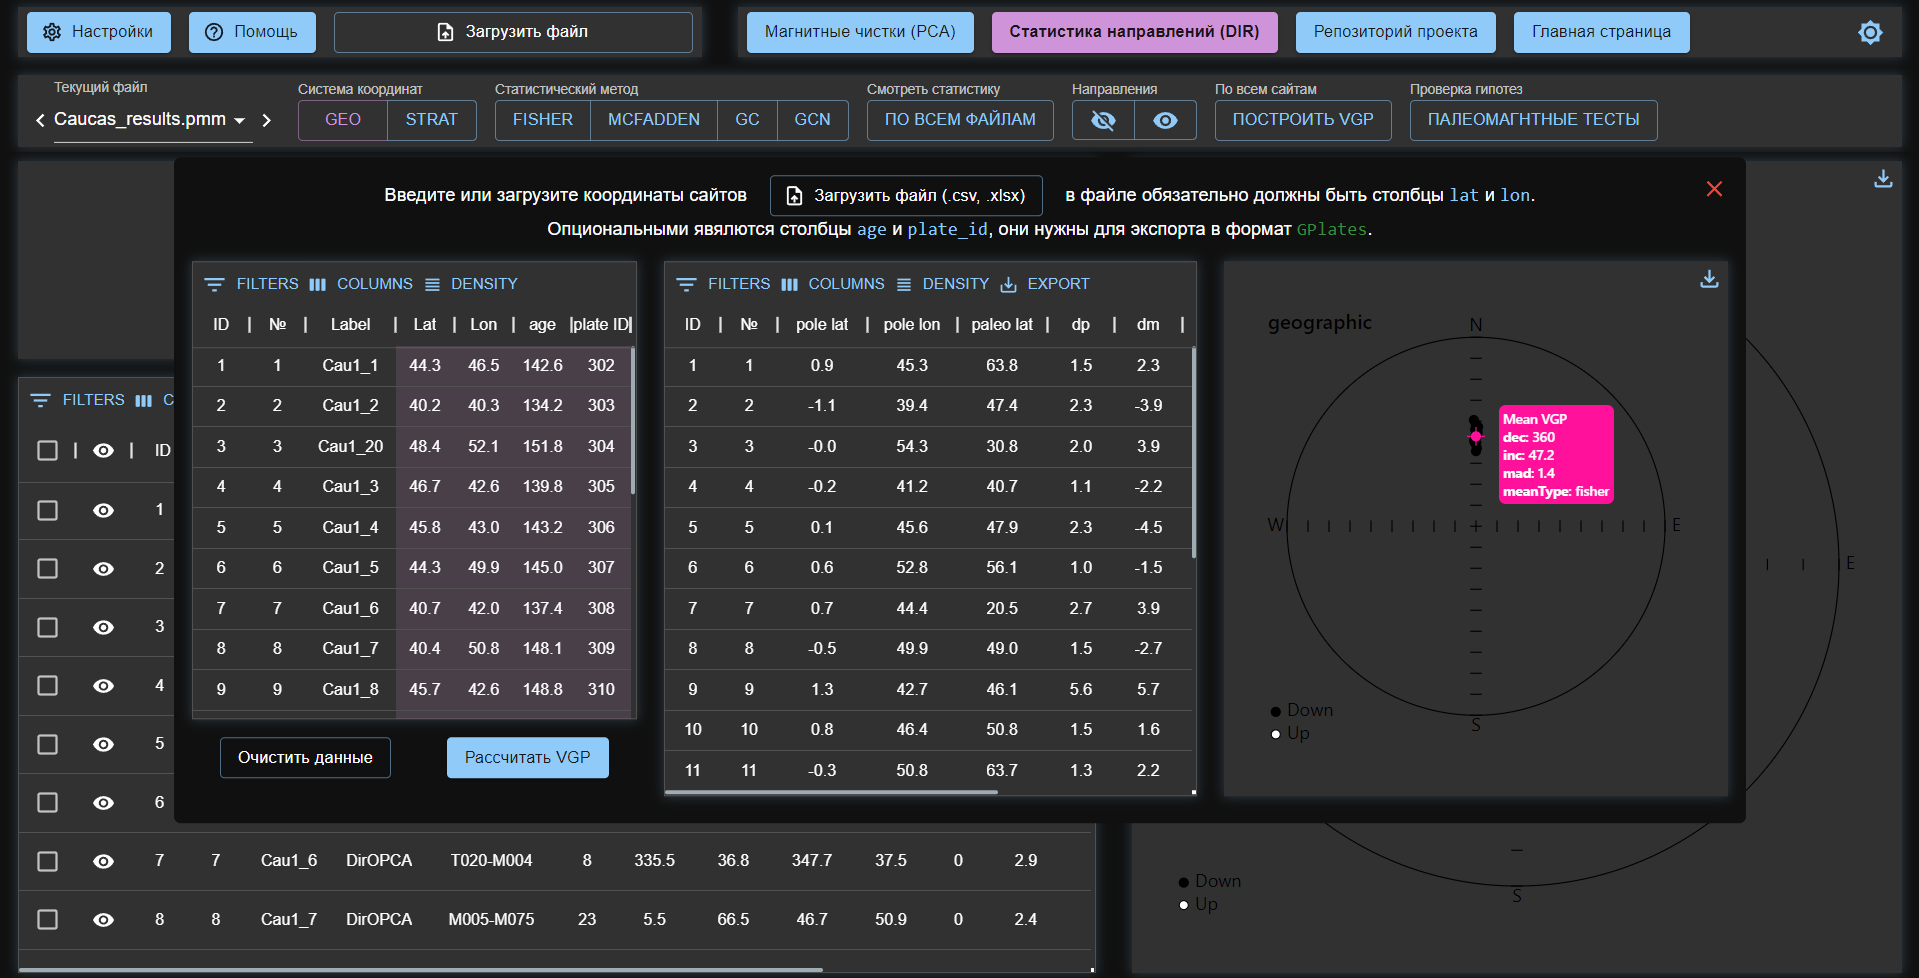 Настройки Помощь Загрузить файл Магнитные чистки (PCA) Статистика направлений (DIR) Репозиторий проекта Главная страница
Текущий файл Система координат Статистический метод Смотреть статистику Направления По всем сайтам Проверка гипотез
Caucas_results.pmm GEO STRAT FISHER MCFADDEN GC GCN ПО ВСЕМ ФАЙЛАМ ПОСТРОИТЬ VGP ПАЛЕОМАГНТНЫЕ ТЕСТЫ
Введите или загрузите координаты сайтов Загрузить файл (.csv, .xlsx) в файле обязательно должны быть столбцы lat и lon.
Опциональными явялются столбцы age и plate_id, они нужны для экспорта в формат GPlates.
FILTERS COLUMNS DENSITY
ID № Label Lat Lon age plate ID
1 1 Cau1_1 44.3 46.5 142.6 302
2 2 Cau1_2 40.2 40.3 134.2 303
3 3 Cau1_20 48.4 52.1 151.8 304
4 4 Cau1_3 46.7 42.6 139.8 305
5 5 Cau1_4 45.8 43.0 143.2 306
6 6 Cau1_5 44.3 49.9 145.0 307
7 7 Cau1_6 40.7 42.0 137.4 308
8 8 Cau1_7 40.4 50.8 148.1 309
9 9 Cau1_8 45.7 42.6 148.8 310
Очистить данные Рассчитать VGP
FILTERS COLUMNS DENSITY EXPORT
ID № pole lat pole lon paleo lat dp dm
1 1 0.9 45.3 63.8 1.5 2.3
2 2 -1.1 39.4 47.4 2.3 -3.9
3 3 -0.0 54.3 30.8 2.0 3.9
4 4 -0.2 41.2 40.7 1.1 -2.2
5 5 0.1 45.6 47.9 2.3 -4.5
6 6 0.6 52.8 56.1 1.0 -1.5
7 7 0.7 44.4 20.5 2.7 3.9
8 8 -0.5 49.9 49.0 1.5 -2.7
9 9 1.3 42.7 46.1 5.6 5.7
10 10 0.8 46.4 50.8 1.5 1.6
11 11 -0.3 50.8 63.7 1.3 2.2
geographic
N
Mean VGP
dec: 360
inc: 47.2
mad: 1.4
meanType: fisher
W E
S
Down
Up
FILTERS C
ID
1
2
3
4
5
6
7 7 Cau1_6 DirOPCA T020-M004 8 335.5 36.8 347.7 37.5 0 2.9
8 8 Cau1_7 DirOPCA M005-M075 23 5.5 66.5 46.7 50.9 0 2.4
E
S
Down
Up